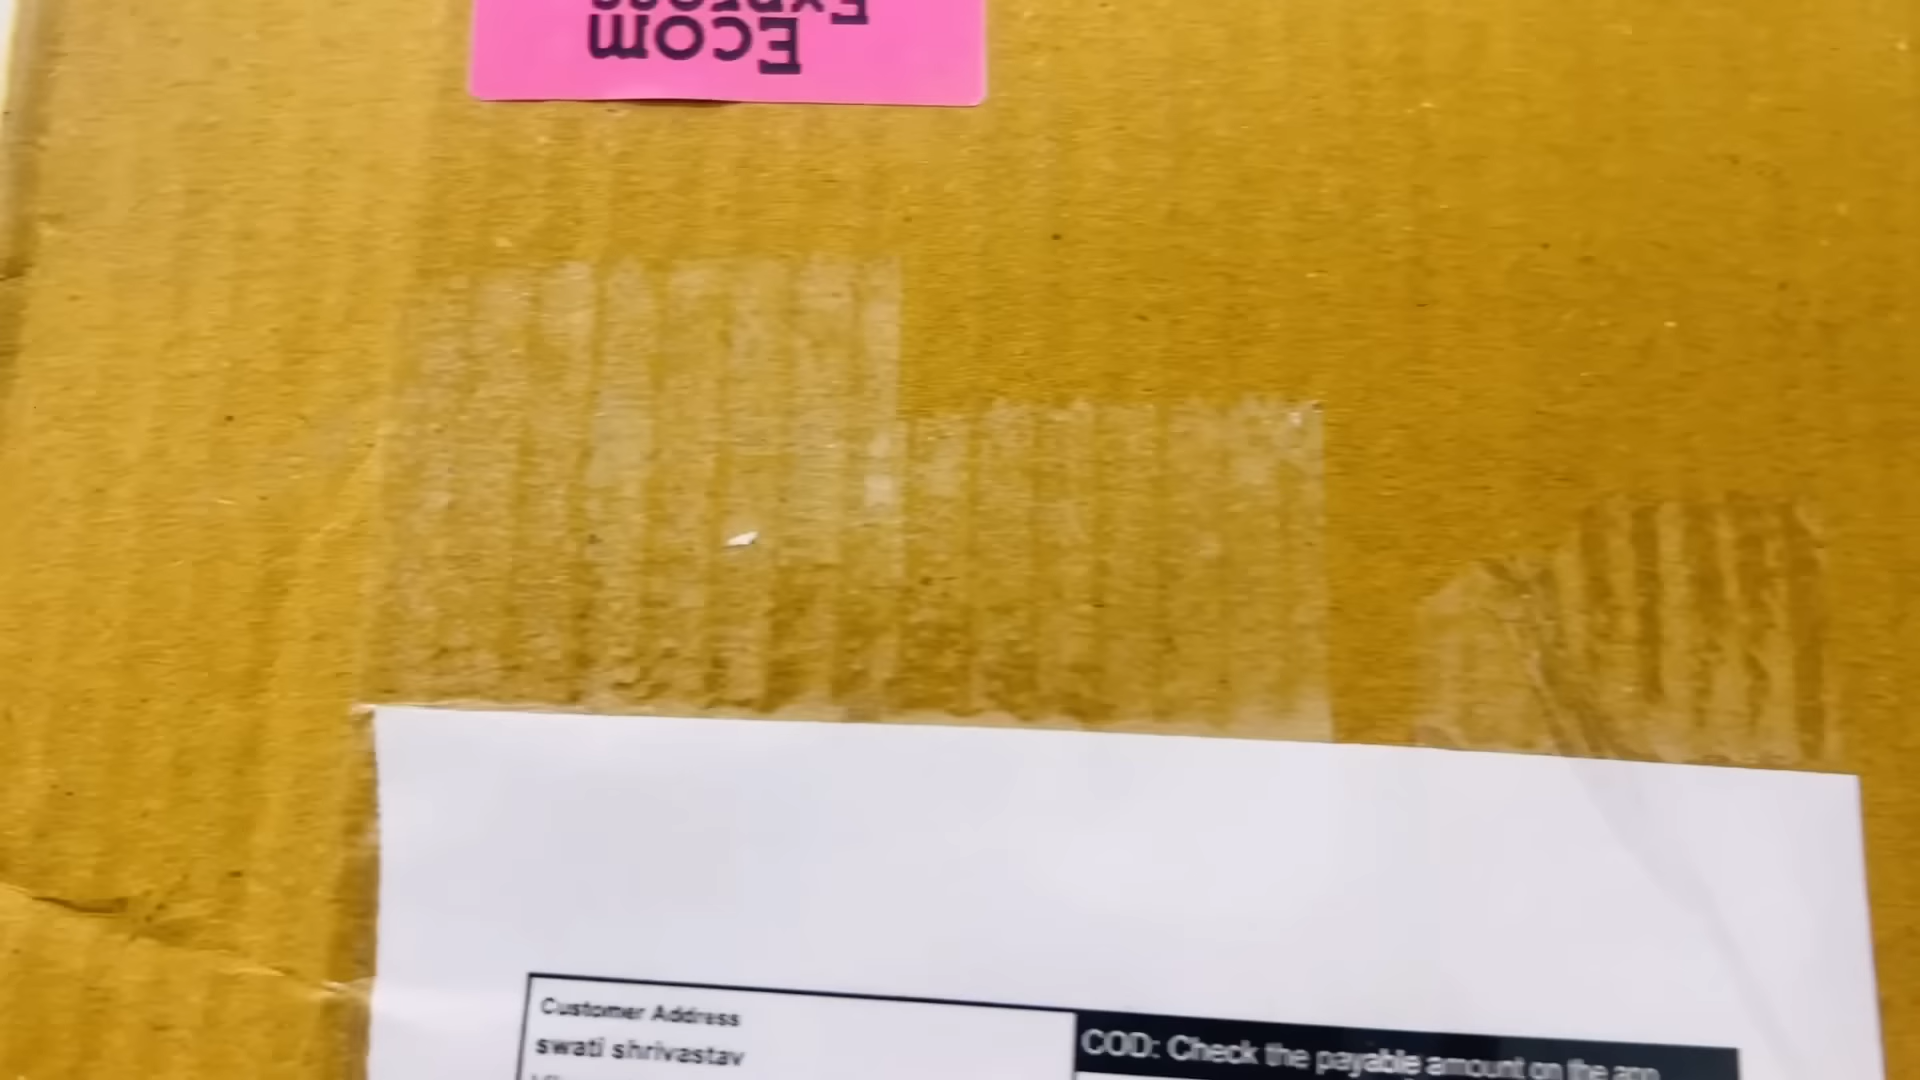 Ecom
Express
Customer Address
swati shrivastav
COD: Check the payable amount on the app